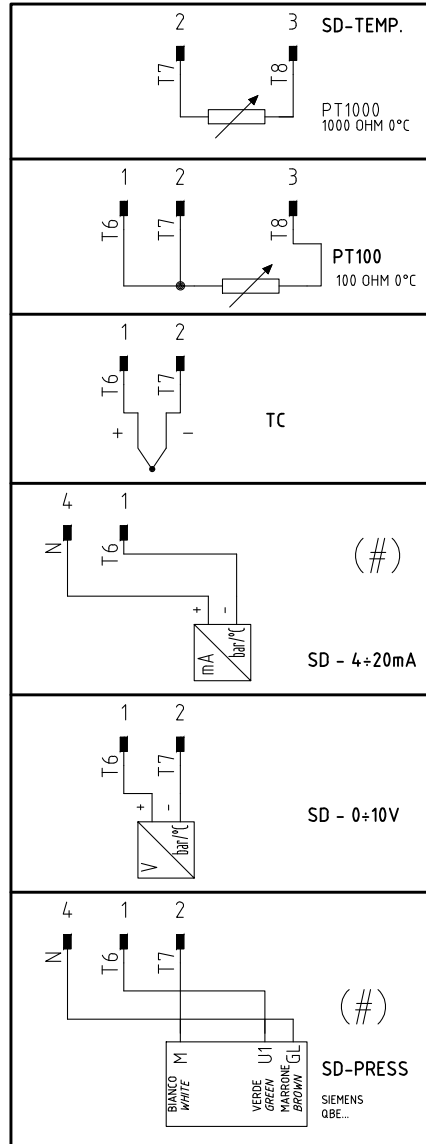 2 3 SD-TEMP.
T7 T8
PT1000
1000 OHM 0°C
1 2 3
T6 T7 T8
PT100
100 OHM 0°C
1 2
T6 T7
+ -
TC
4 1
N T6
(#)
+ -
mA bar/°C
SD - 4÷20mA
1 2
T6 T7
+ -
V bar/°C
SD - 0÷10V
4 1 2
N T6 T7
(#)
M U1 GL
BIANCO
WHITE
VERDE
GREEN
MARRONE
BROWN
SD-PRESS
SIEMENS
QBE...